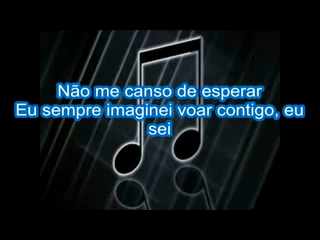 Não me canso de esperar
Eu sempre imaginei voar contigo, eu
sei